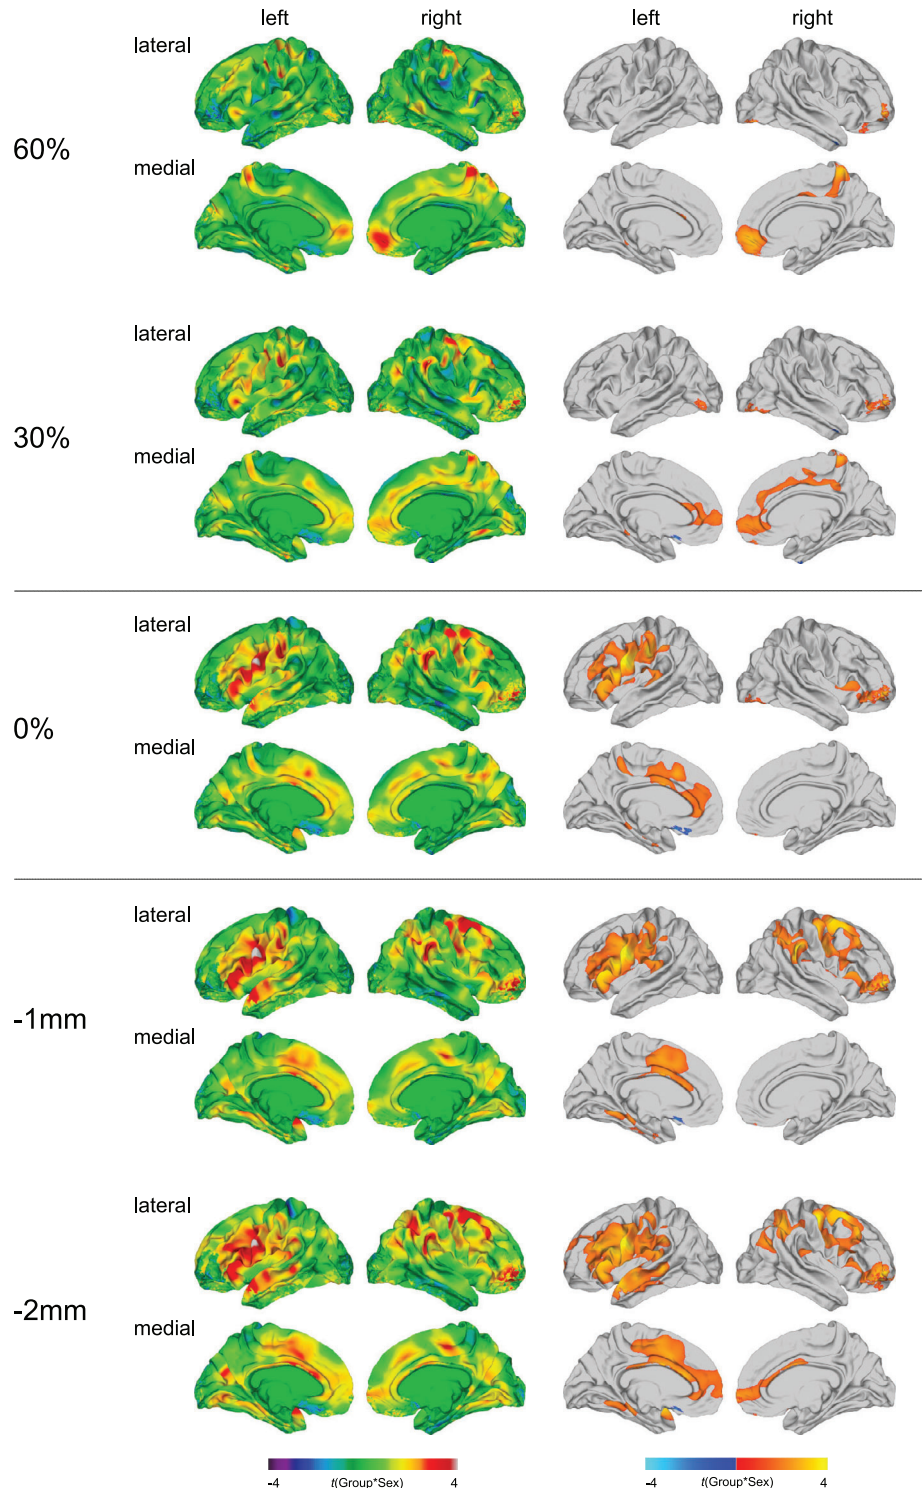 left right left right
lateral
60%
medial
lateral
30%
medial
lateral
0%
medial
lateral
-1mm
medial
lateral
-2mm
medial
-4 t(Group*Sex) 4 -4 t(Group*Sex) 4